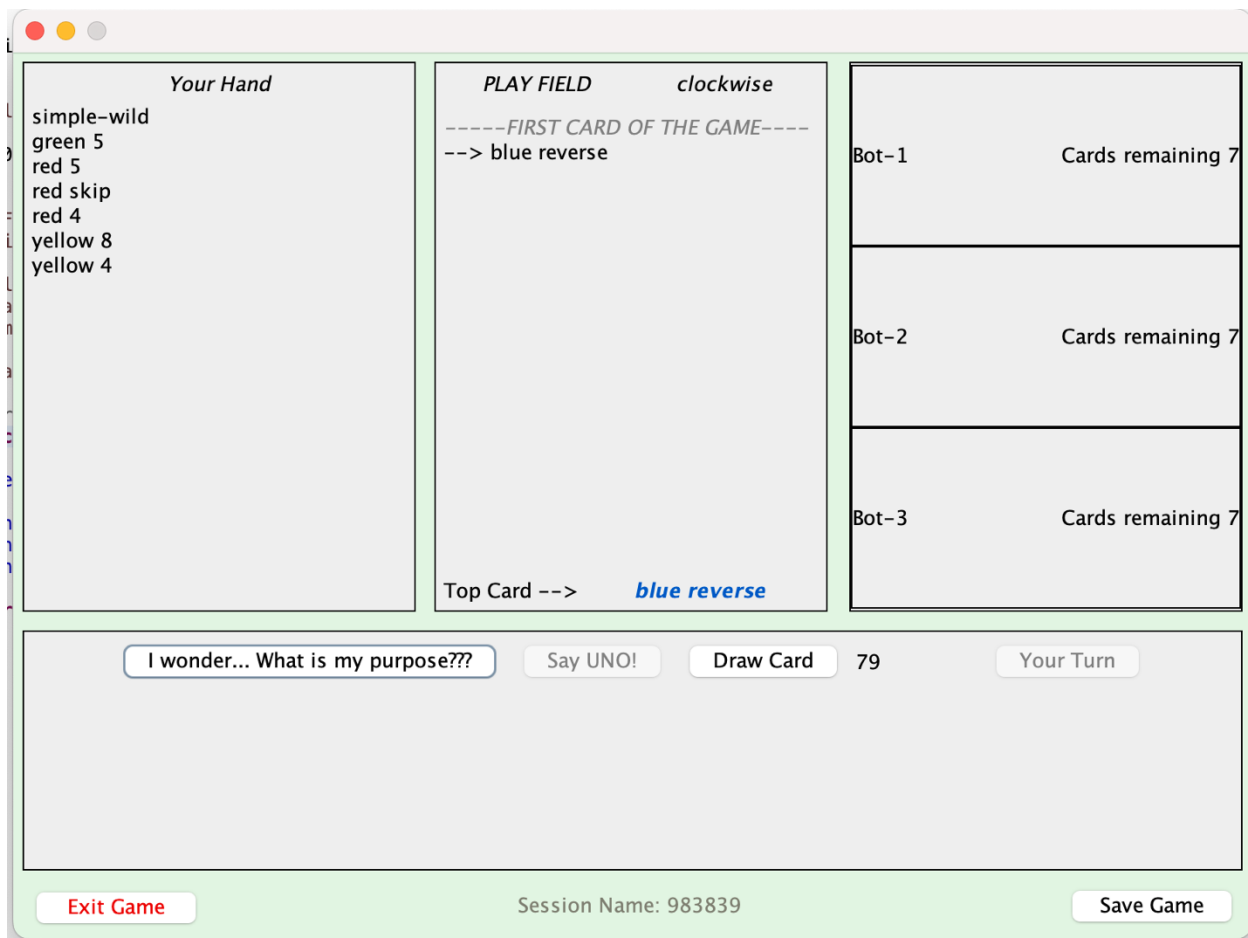 Your Hand
simple-wild
green 5
red 5
red skip
red 4
yellow 8
yellow 4
PLAY FIELD clockwise
-----FIRST CARD OF THE GAME----
--> blue reverse
Top Card --> blue reverse
Bot-1 Cards remaining 7
Bot-2 Cards remaining 7
Bot-3 Cards remaining 7
I wonder... What is my purpose??? Say UNO! Draw Card 79 Your Turn
Exit Game Session Name: 983839 Save Game